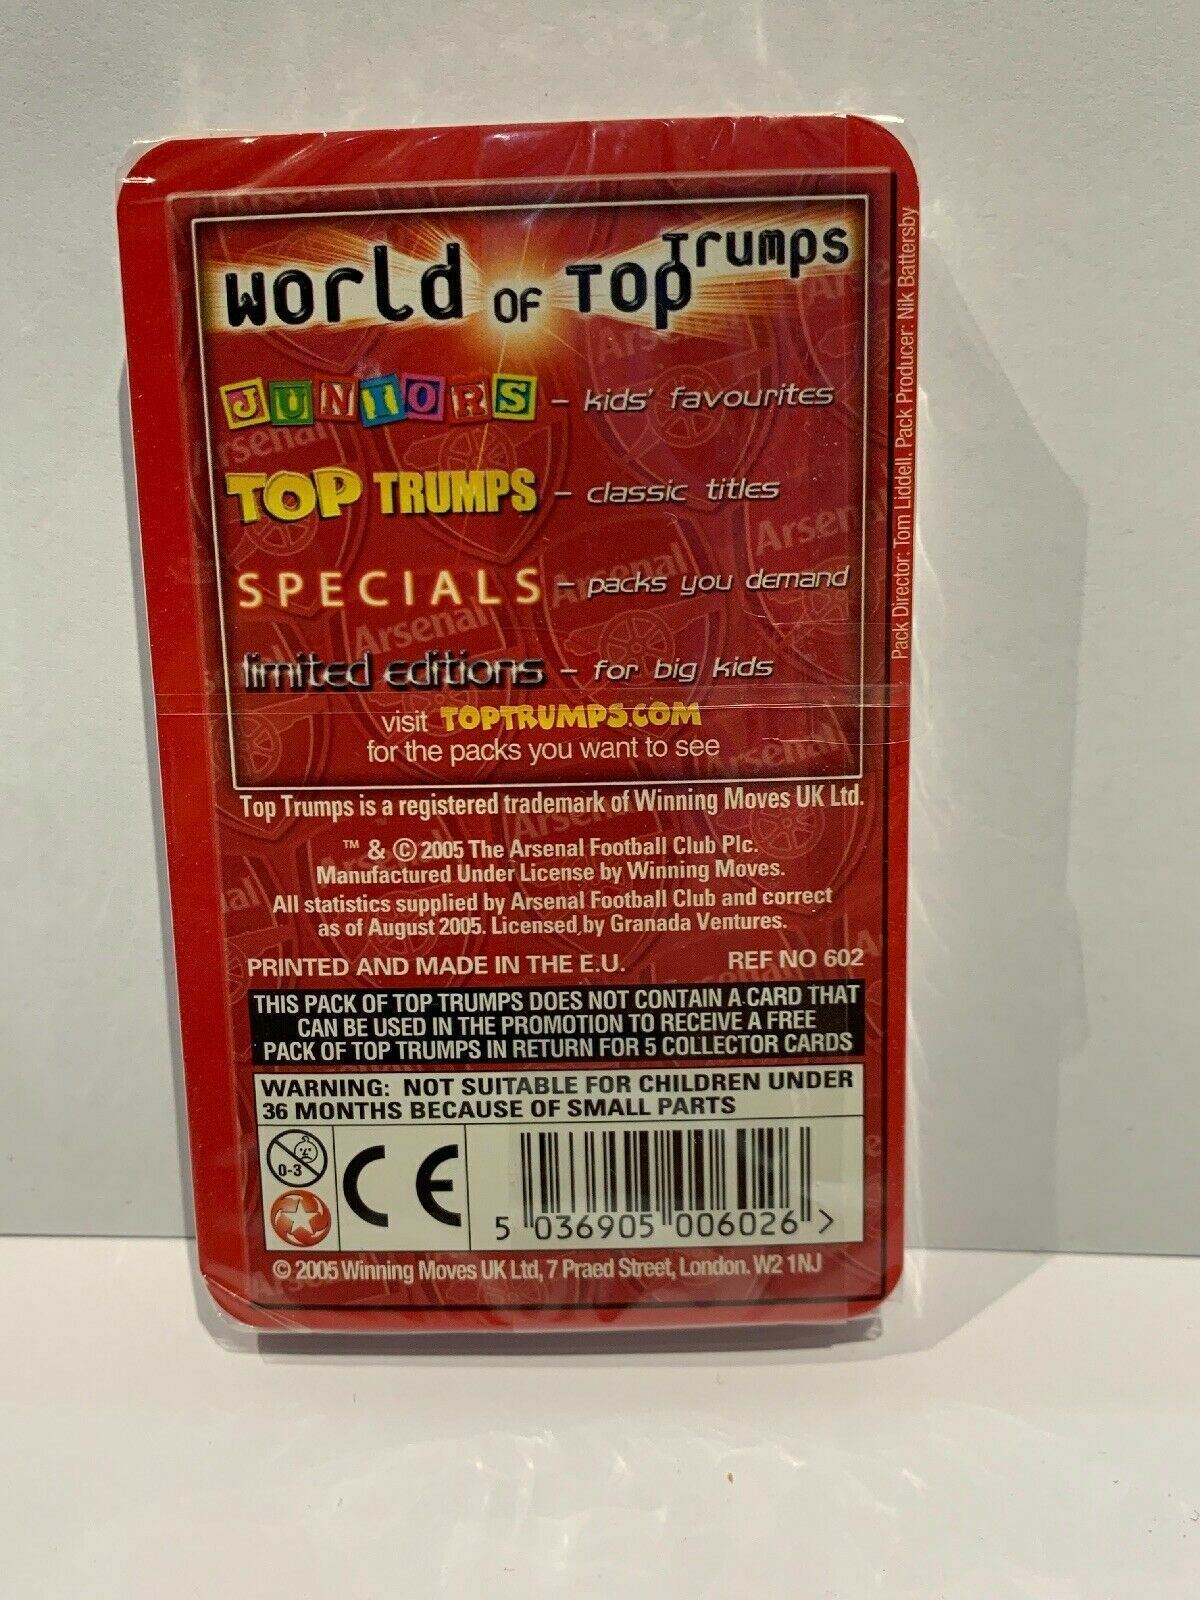 World OF TOP Trumps
JUNIORS – kids' favourites
TOP TRUMPS – classic titles
SPECIALS – packs you demand
limited editions – for big kids
visit TOPTRUMPS.COM
for the packs you want to see
Top Trumps is a registered trademark of Winning Moves UK Ltd.
™ & © 2005 The Arsenal Football Club Plc.
Manufactured Under License by Winning Moves.
All statistics supplied by Arsenal Football Club and correct
as of August 2005. Licensed by Granada Ventures.
PRINTED AND MADE IN THE E.U. REF NO 602
THIS PACK OF TOP TRUMPS DOES NOT CONTAIN A CARD THAT
CAN BE USED IN THE PROMOTION TO RECEIVE A FREE
PACK OF TOP TRUMPS IN RETURN FOR 5 COLLECTOR CARDS
WARNING: NOT SUITABLE FOR CHILDREN UNDER
36 MONTHS BECAUSE OF SMALL PARTS
0-3
CE
5 036905 006026 >
© 2005 Winning Moves UK Ltd, 7 Praed Street, London. W2 1NJ
Pack Director: Tom Liddell. Pack Producer: Nik Battersby